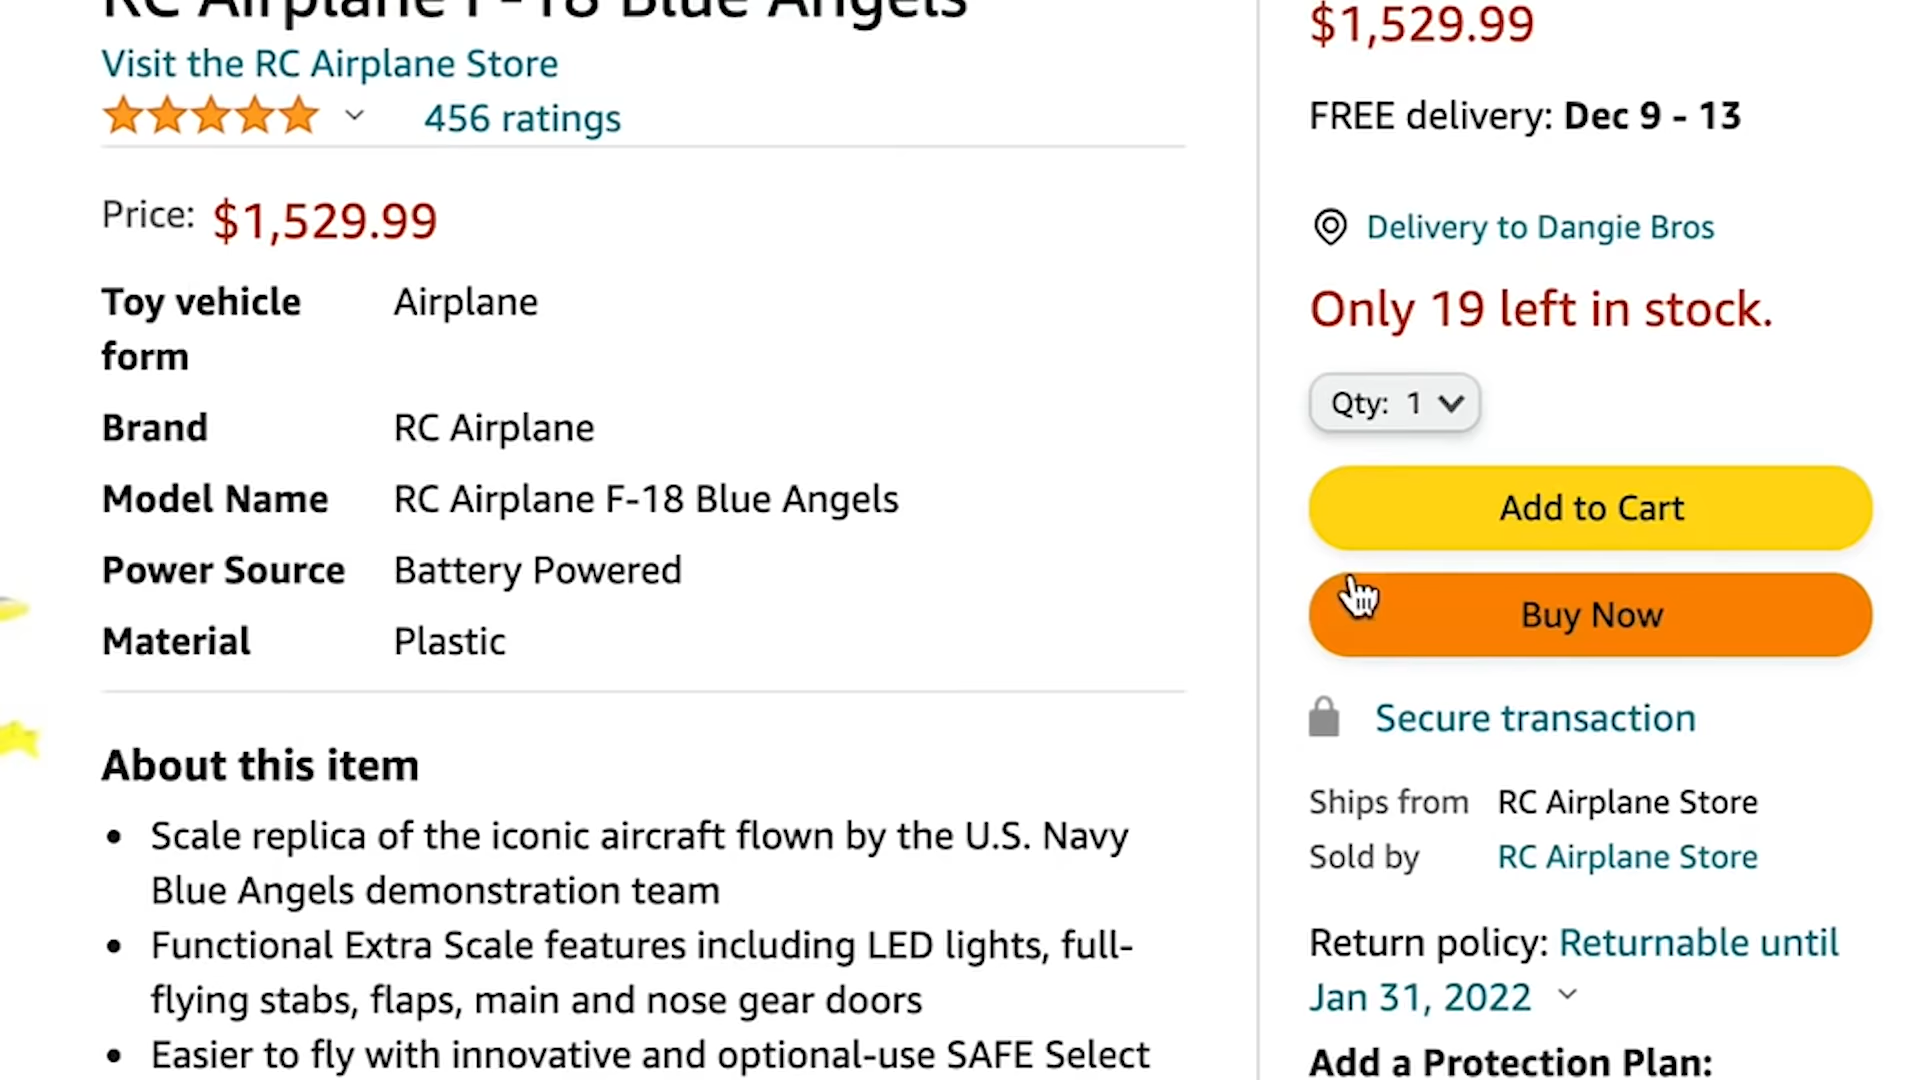 RC Airplane F-18 Blue Angels
Visit the RC Airplane Store
456 ratings
Price: $1,529.99
Toy vehicle form Airplane
Brand RC Airplane
Model Name RC Airplane F-18 Blue Angels
Power Source Battery Powered
Material Plastic
About this item
• Scale replica of the iconic aircraft flown by the U.S. Navy
Blue Angels demonstration team
• Functional Extra Scale features including LED lights, full-
flying stabs, flaps, main and nose gear doors
• Easier to fly with innovative and optional-use SAFE Select
$1,529.99
FREE delivery: Dec 9 - 13
Delivery to Dangie Bros
Only 19 left in stock.
Qty: 1
Add to Cart
Buy Now
Secure transaction
Ships from RC Airplane Store
Sold by RC Airplane Store
Return policy: Returnable until
Jan 31, 2022
Add a Protection Plan: